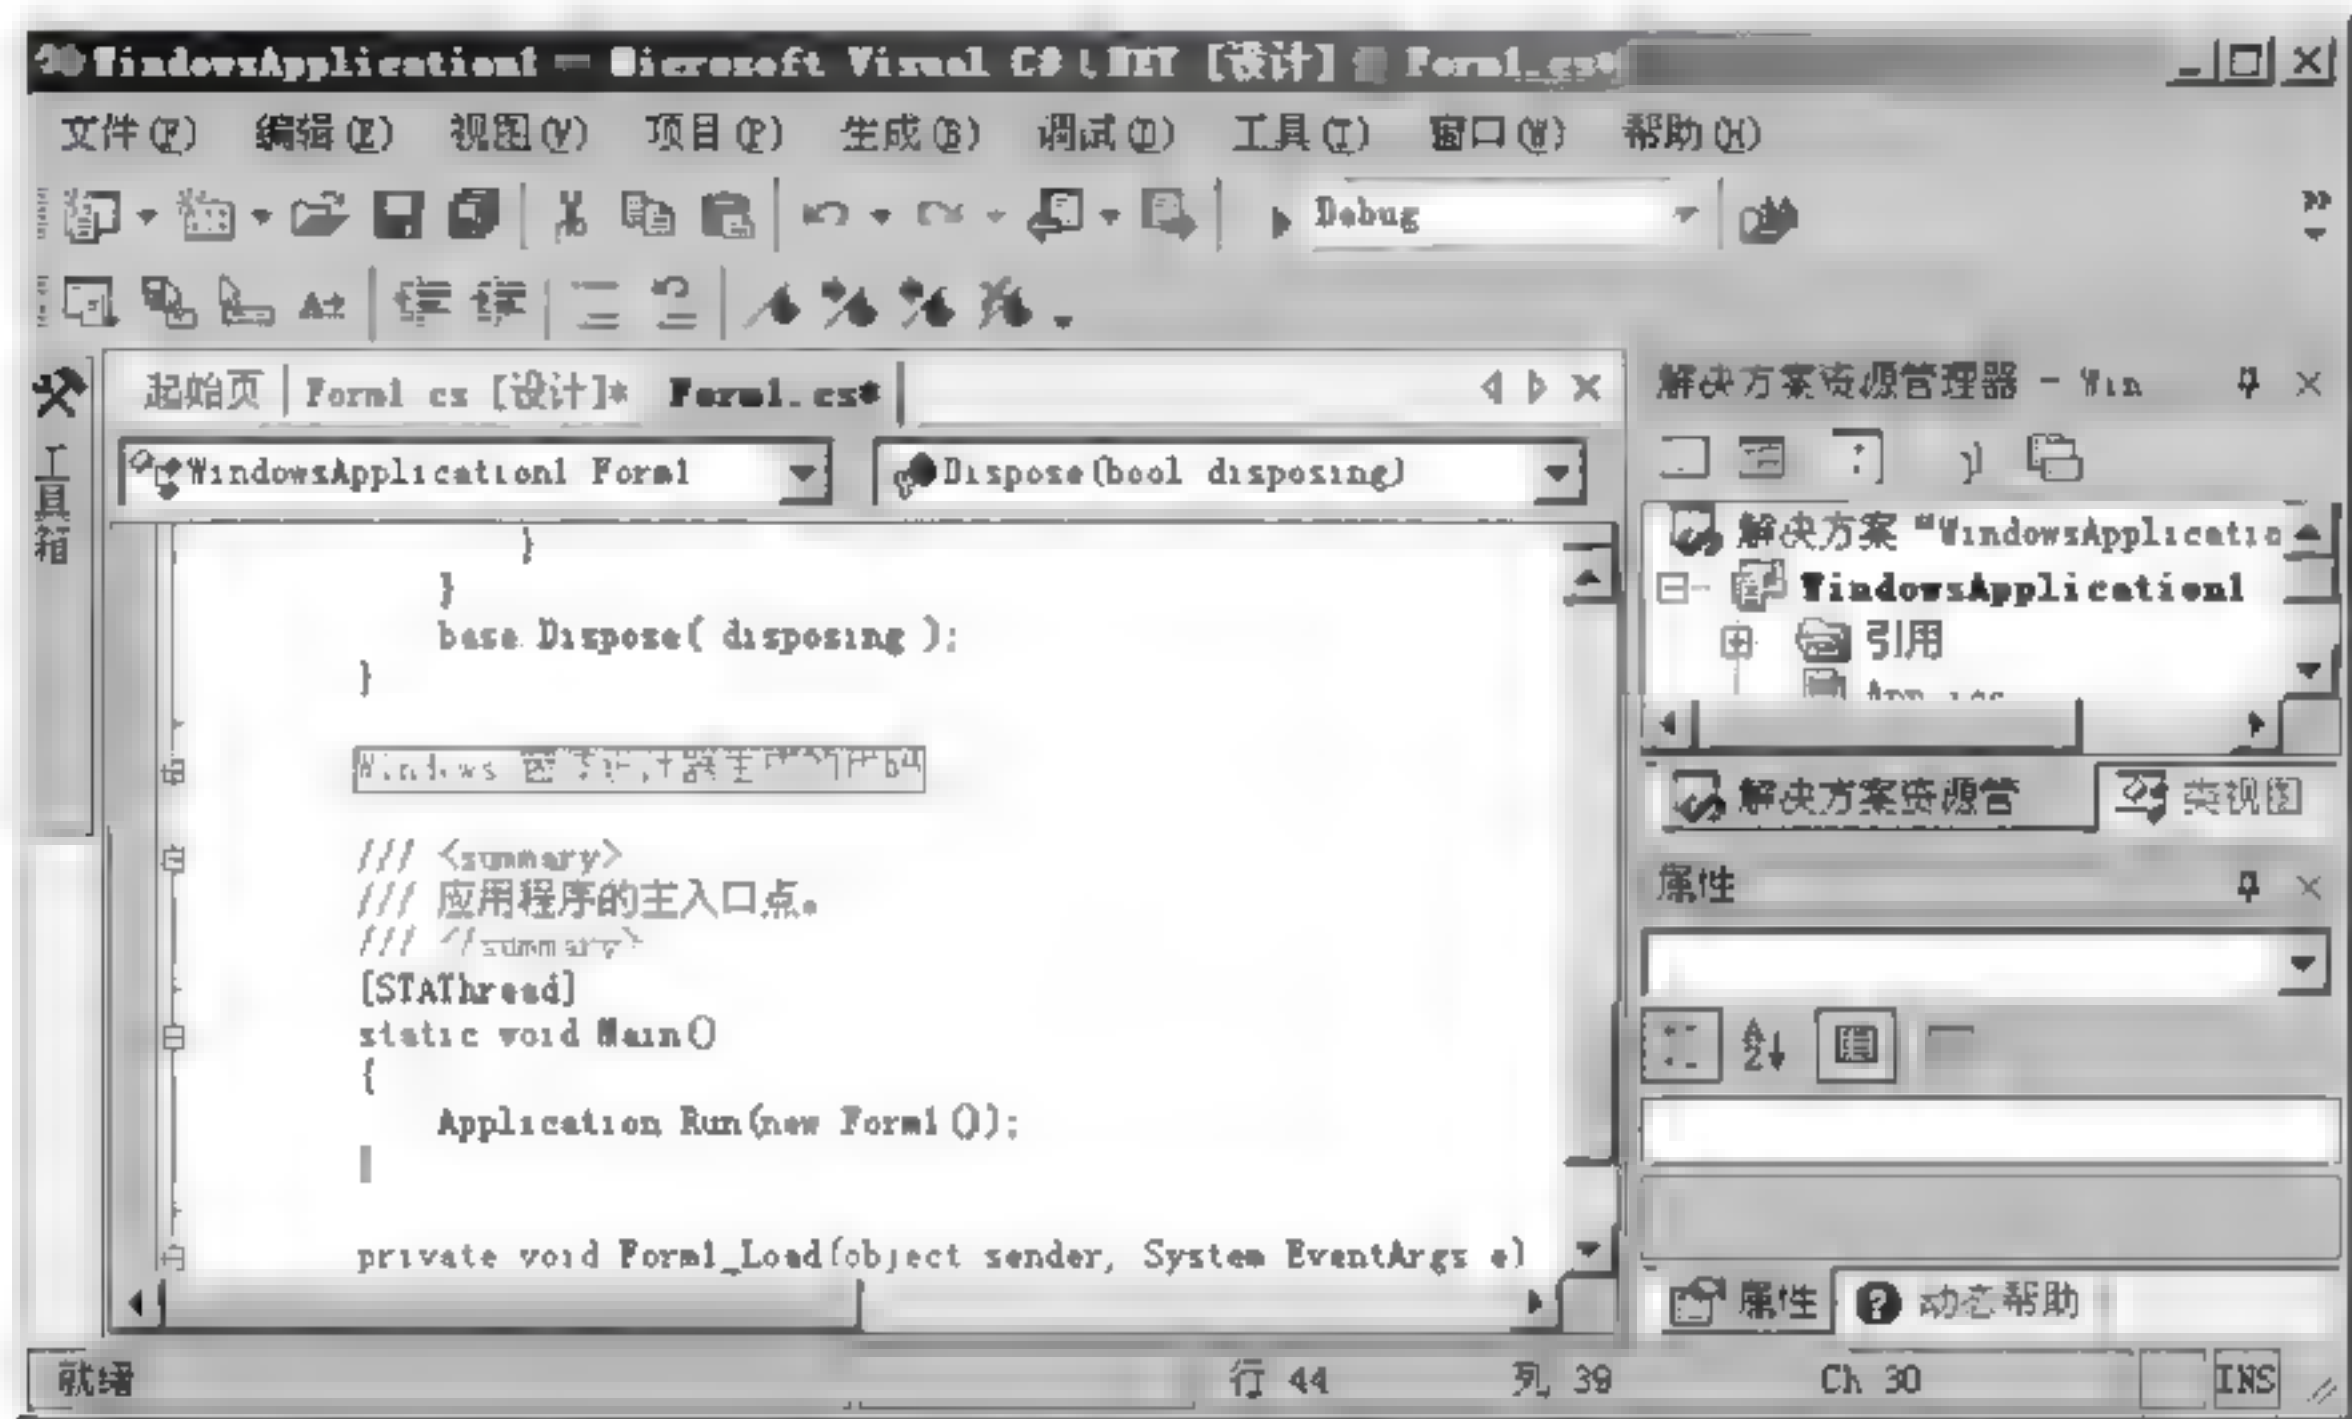 WindowsApplication1 - Microsoft Visual C# [设计] - Form1.cs*
文件(F) 编辑(E) 视图(V) 项目(P) 生成(B) 调试(D) 工具(T) 窗口(W) 帮助(H)
Debug
起始页 Form1.cs [设计]* Form1.cs*
工具箱
WindowsApplication1.Form1 Dispose(bool disposing)
}
}
base.Dispose( disposing );
}
Windows
/// <summary>
/// 应用程序的主入口点。
/// </summary>
[STAThread]
static void Main()
{
Application.Run(new Form1());
private void Form1_Load(object sender, System.EventArgs e)
解决方案资源管理器 - Win
解决方案 "WindowsApplicatio
WindowsApplication1
引用
解决方案资源管 类视图
属性
属性 动态帮助
就绪 行 44 列 39 Ch 30 INS